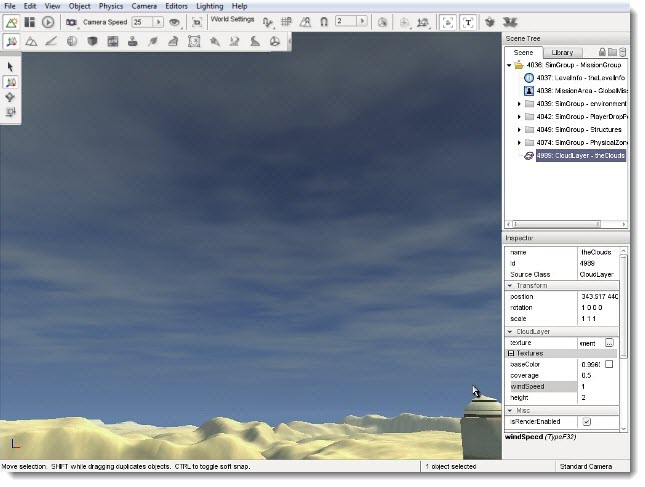 File Edit View Object Physics Camera Editors Lighting Help
Camera Speed 25 World Settings 2
T
Scene Tree
Scene Library
4036: SimGroup - MissionGroup
4037: LevelInfo - theLevelInfo
4038: MissionArea - GlobalMis
4039: SimGroup - environment
4042: SimGroup - PlayerDropP
4049: SimGroup - Structures
4074: SimGroup - PhysicalZon
4989: CloudLayer - theClouds
Inspector
name theClouds
id 4989
Source Class CloudLayer
Transform
position 343.517 440
rotation 1 0 0 0
scale 1 1 1
CloudLayer
texture ment ...
Textures
baseColor 0.996
coverage 0.5
windSpeed 1
height 2
Misc
isRenderEnabled
windSpeed (TypeF32)
Move selection. SHIFT while dragging duplicates objects. CTRL to toggle soft snap. 1 object selected Standard Camera